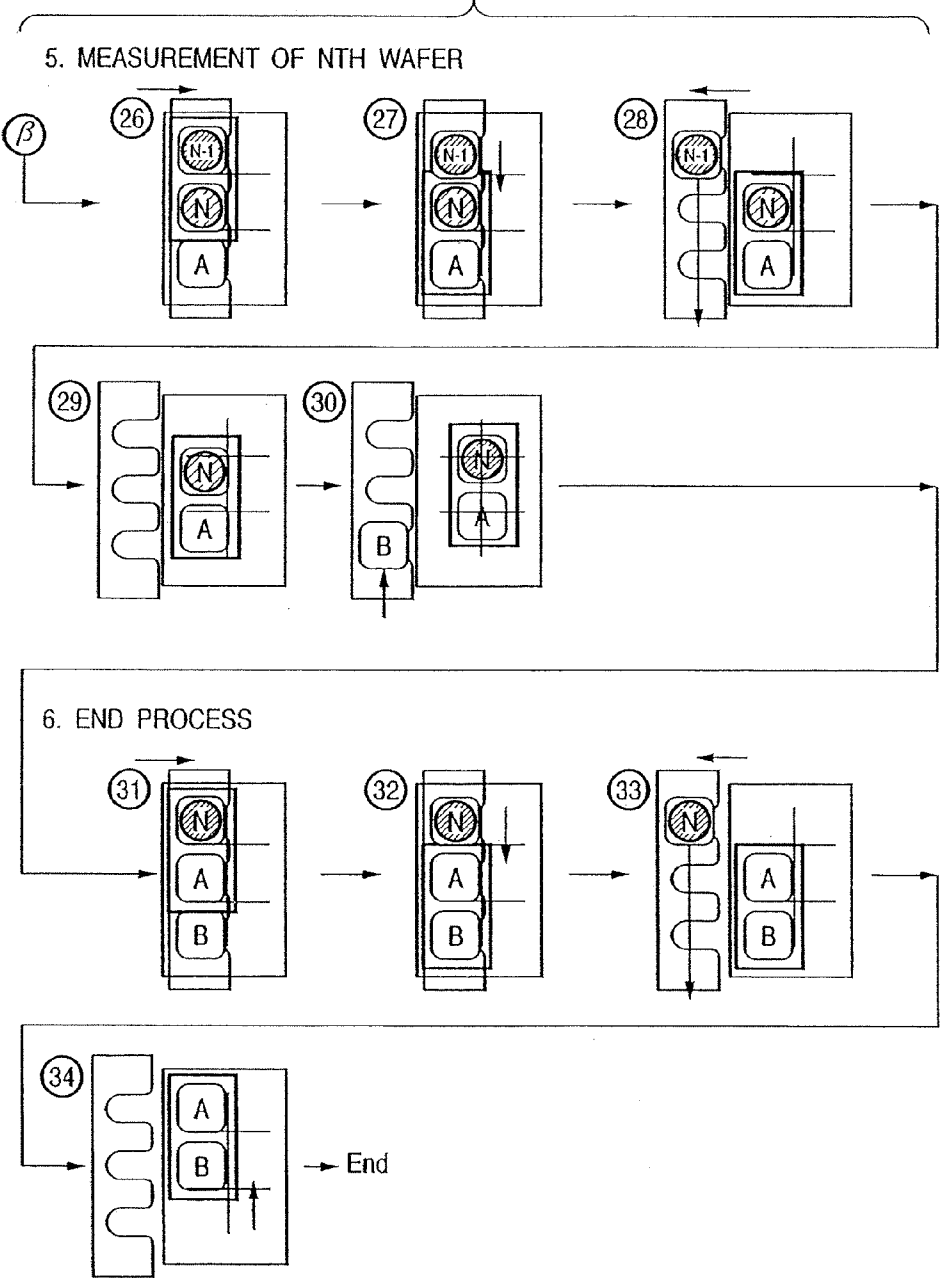 5. MEASUREMENT OF NTH WAFER
β
26
N-1
N
A
27
N-1
N
A
28
N-1
N
A
29
N
A
30
N
A
B
6. END PROCESS
31
N
A
B
32
N
A
B
33
N
A
B
34
A
B
End